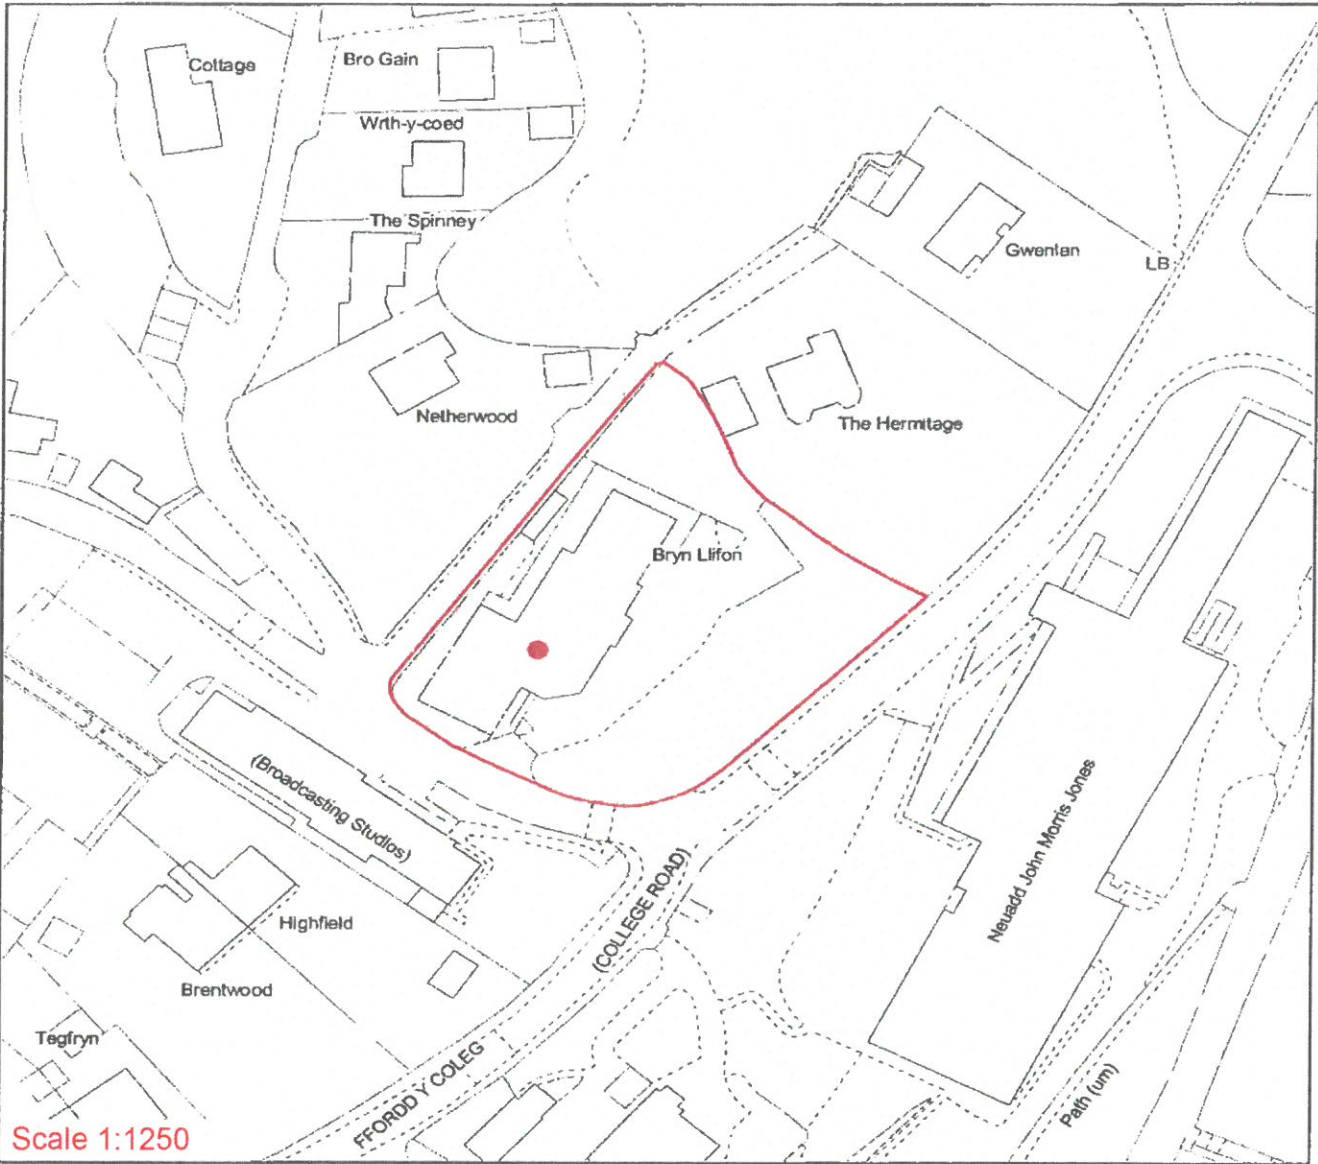 Cottage
Bro Gain
Wrth-y-coed
The Spinney
Gwenlan
LB
Netherwood
The Hermitage
Bryn Llifon
(Broadcasting Studios)
Neuadd John Morris Jones
(COLLEGE ROAD)
Highfield
Brentwood
Tegfryn
FFORDD Y COLEG
Path (um)
Scale 1:1250